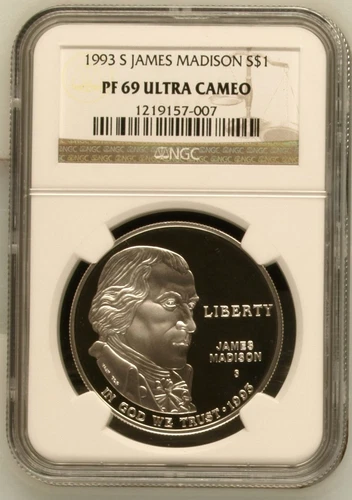 1993 S JAMES MADISON S$1
PF 69 ULTRA CAMEO
1219157-007
NGC
LIBERTY
JAMES
MADISON
S
IN GOD WE TRUST · 1993